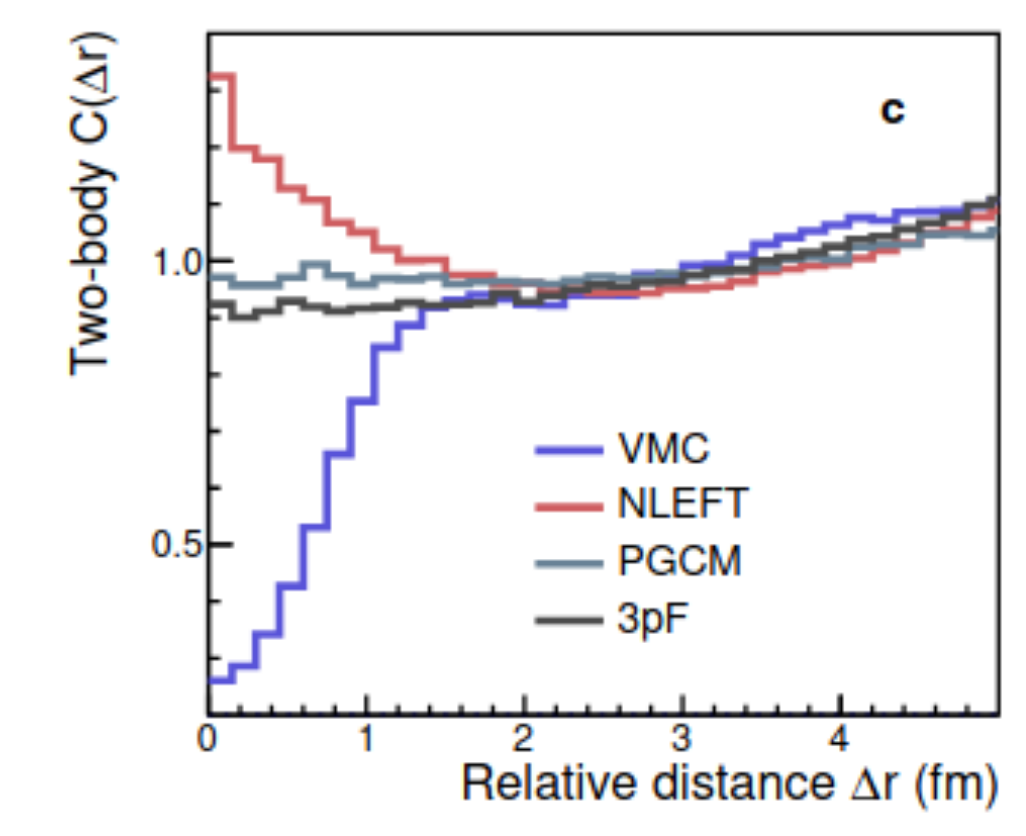 Two-body C(Δr)
c
1.0
0.5
VMC
NLEFT
PGCM
3pF
0 1 2 3 4
Relative distance Δr (fm)